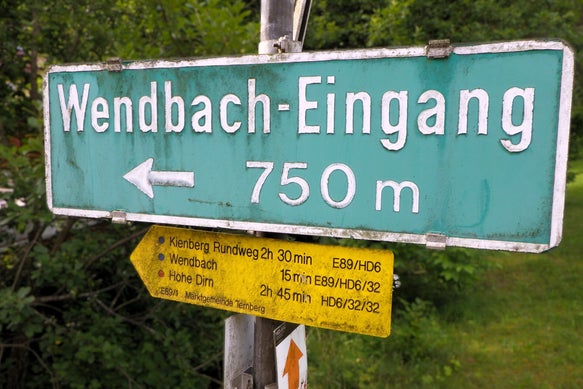 Wendbach-Eingang
750 m
Kienberg Rundweg 2h 30 min E89/HD6
Wendbach 15 min E89/HD6/32
Hohe Dirn 2h 45 min HD6/32/32
E89/1 Marktgemeinde Ternberg